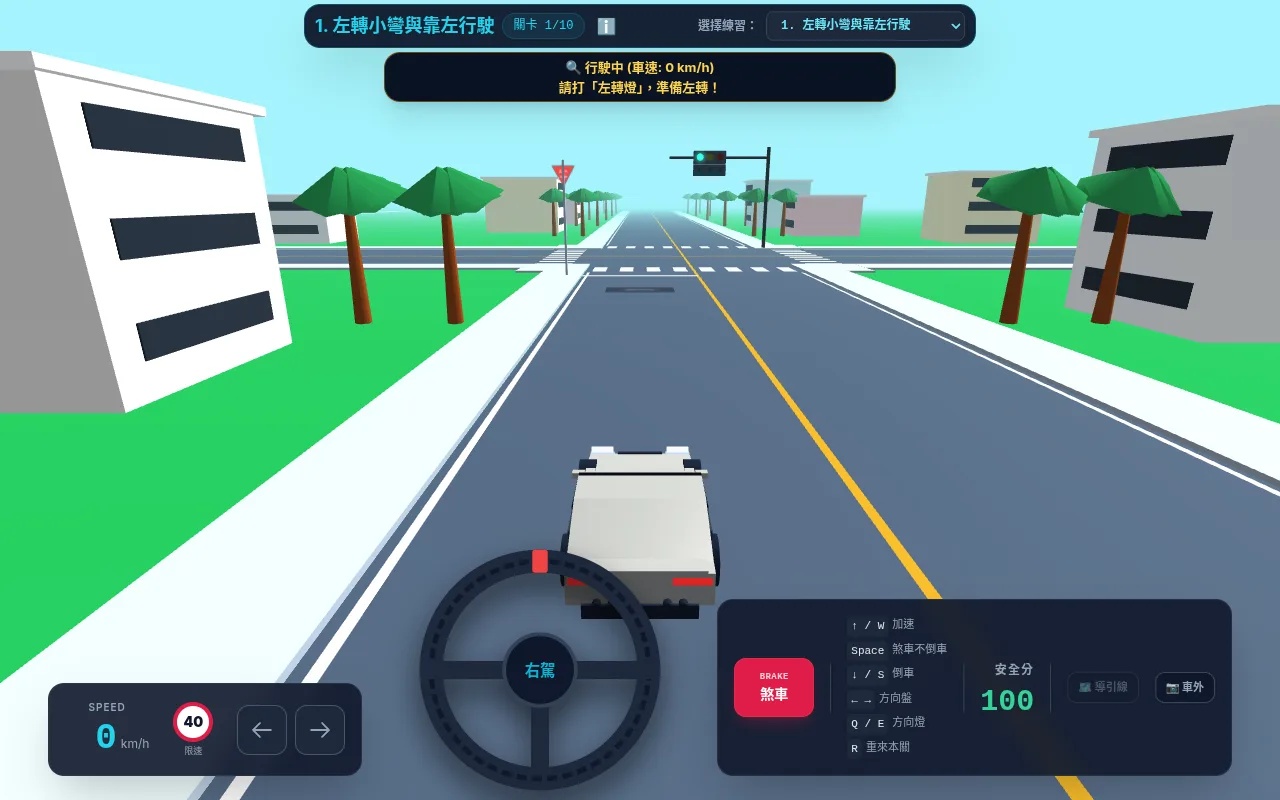 1. 左轉小彎與靠左行駛
關卡 1/10
選擇練習：
1. 左轉小彎與靠左行駛
行駛中 (車速: 0 km/h)
請打「左轉燈」，準備左轉！
SPEED
0 km/h
40
限速
← →
右駕
BRAKE
煞車
↑ / W 加速
Space 煞車不倒車
↓ / S 倒車
← → 方向盤
Q / E 方向燈
R 重來本關
安全分
100
導引線
車外